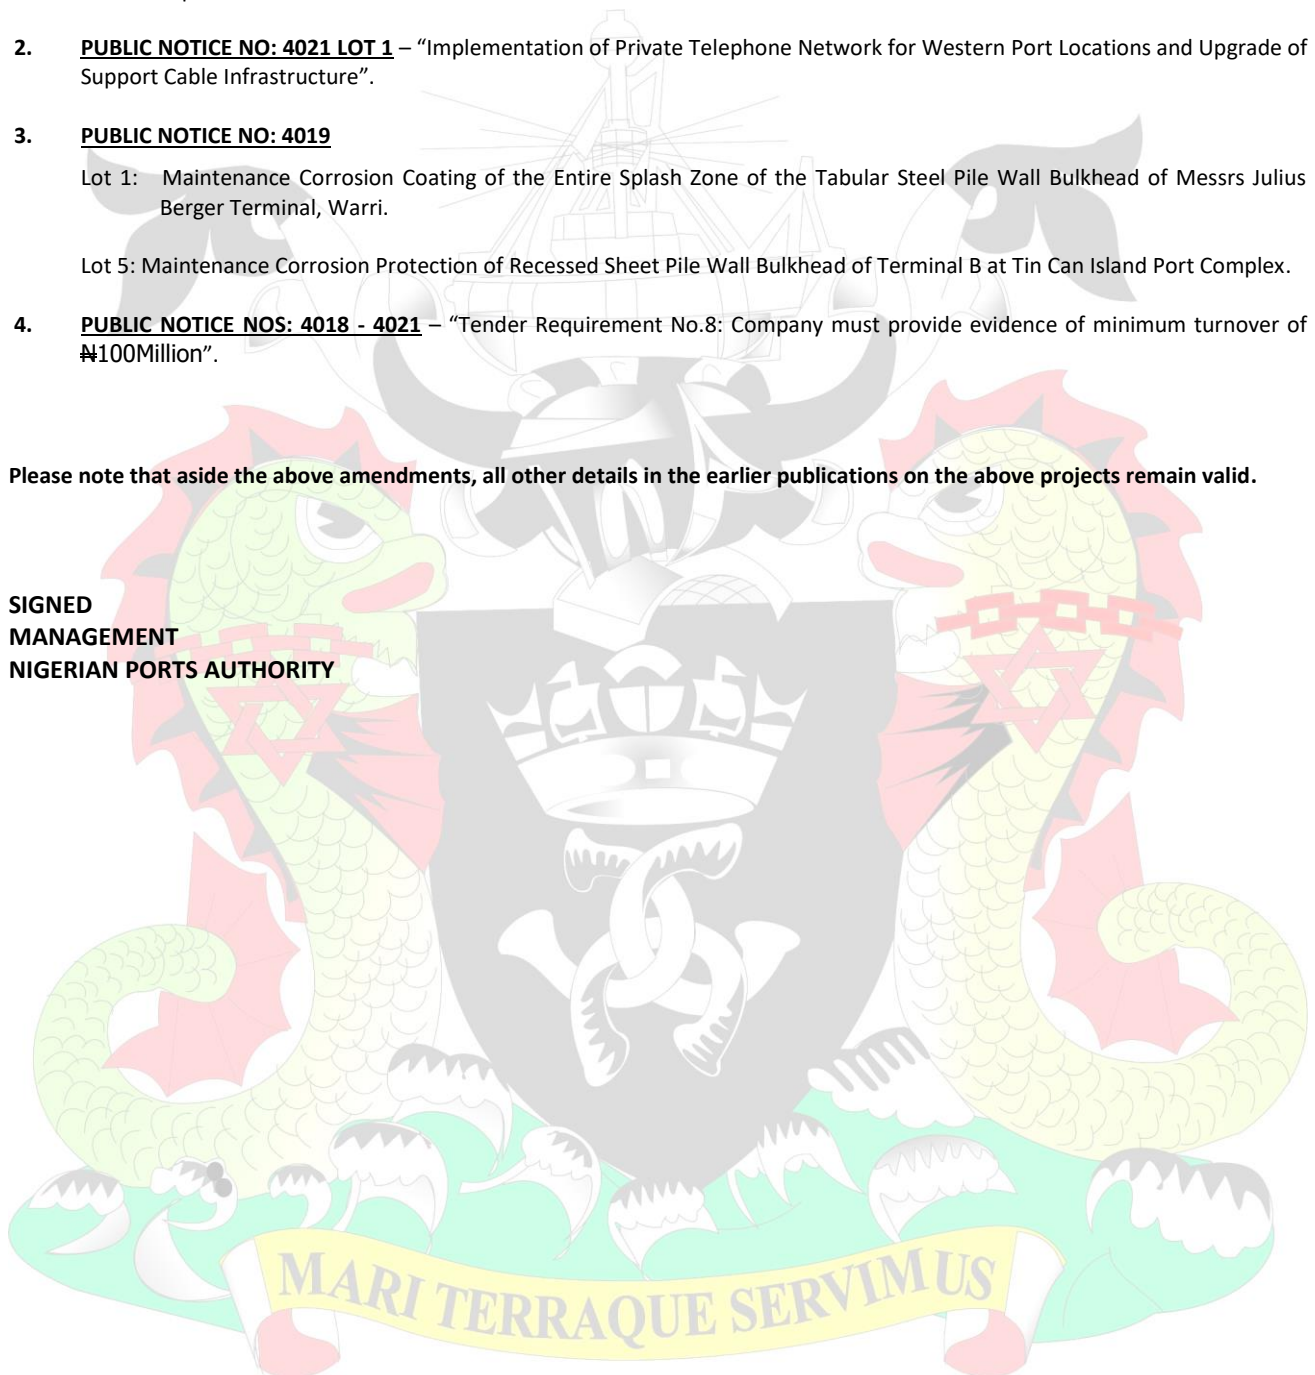 2. PUBLIC NOTICE NO: 4021 LOT 1 – “Implementation of Private Telephone Network for Western Port Locations and Upgrade of
Support Cable Infrastructure”.
3. PUBLIC NOTICE NO: 4019
Lot 1: Maintenance Corrosion Coating of the Entire Splash Zone of the Tabular Steel Pile Wall Bulkhead of Messrs Julius
Berger Terminal, Warri.
Lot 5: Maintenance Corrosion Protection of Recessed Sheet Pile Wall Bulkhead of Terminal B at Tin Can Island Port Complex.
4. PUBLIC NOTICE NOS: 4018 - 4021 – “Tender Requirement No.8: Company must provide evidence of minimum turnover of
₦100Million”.
Please note that aside the above amendments, all other details in the earlier publications on the above projects remain valid.
SIGNED
MANAGEMENT
NIGERIAN PORTS AUTHORITY
MARI TERRAQUE SERVIMUS